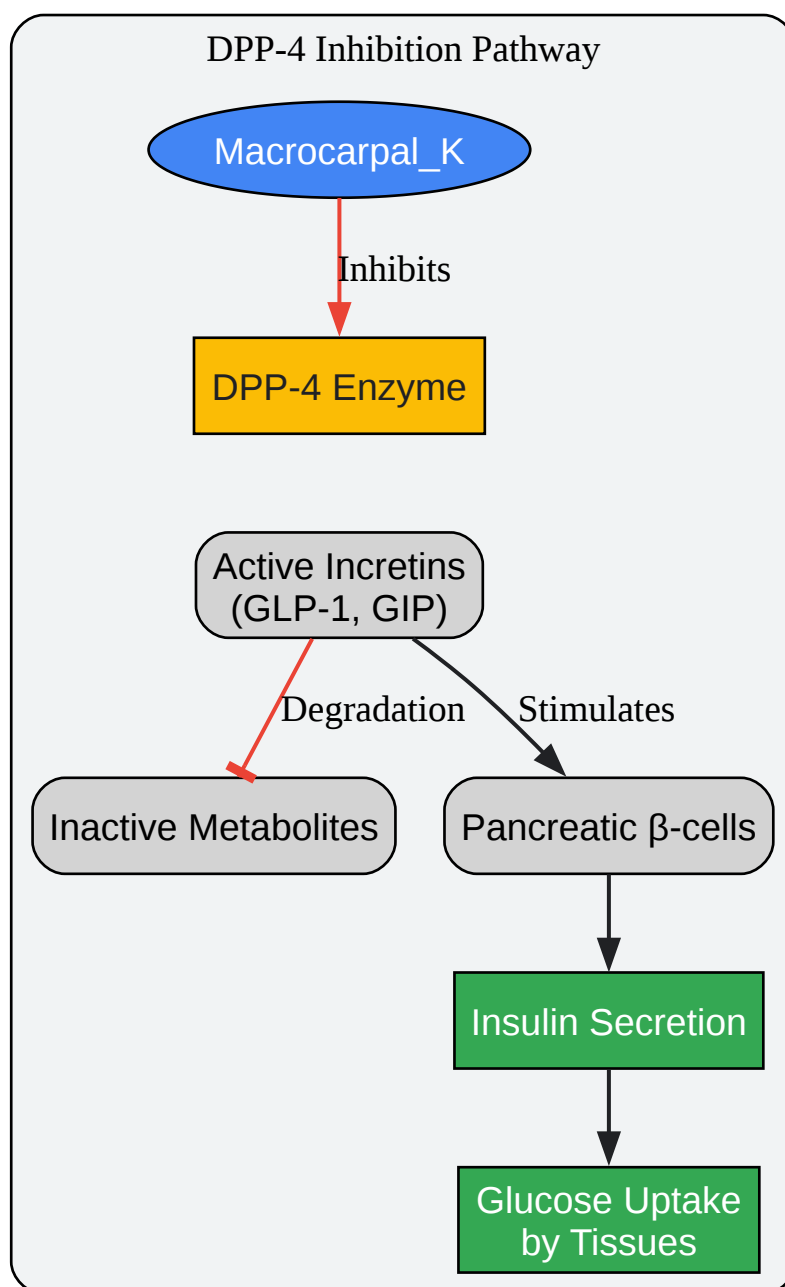 DPP-4 Inhibition Pathway
Macrocarpal_K
Inhibits
DPP-4 Enzyme
Active Incretins
(GLP-1, GIP)
Degradation
Stimulates
Inactive Metabolites
Pancreatic β-cells
Insulin Secretion
Glucose Uptake
by Tissues